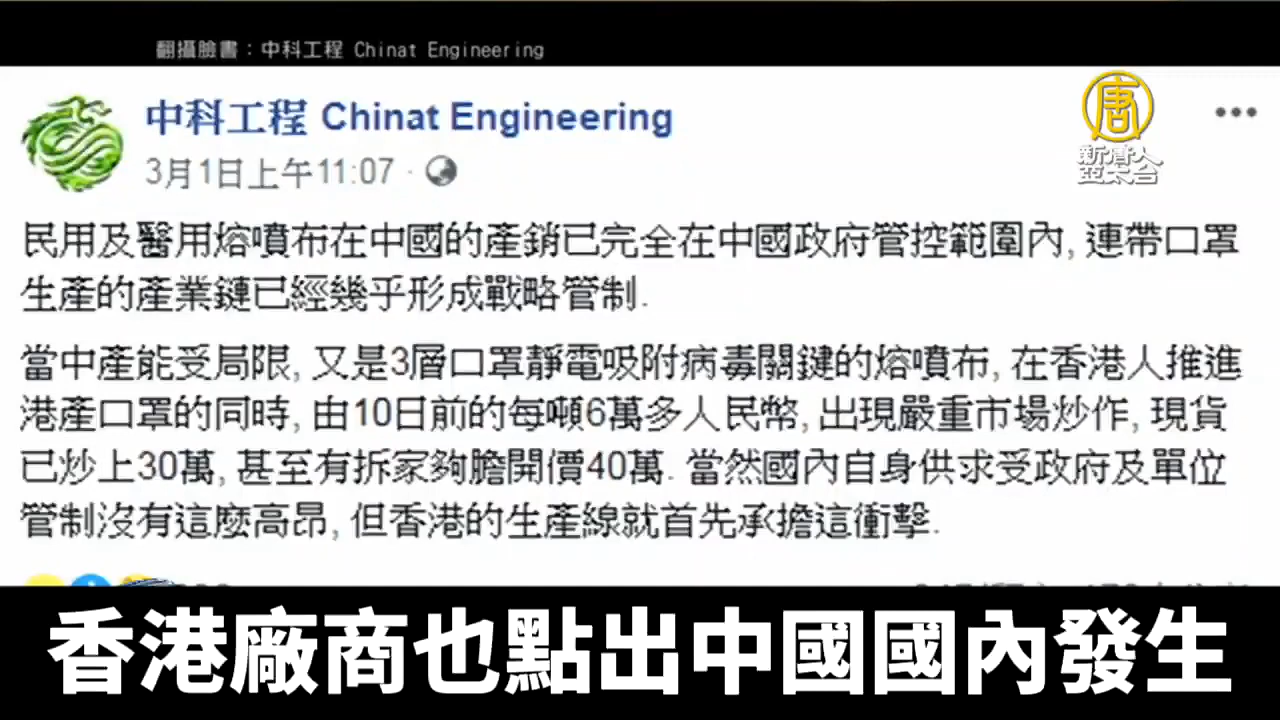 翻攝臉書：中科工程 Chinat Engineering
中科工程 Chinat Engineering
3月1日上午11:07 ·
唐
新唐人
亞太台
民用及醫用熔噴布在中國的產銷已完全在中國政府管控範圍內, 連帶口罩
生產的產業鏈已經幾乎形成戰略管制.
當中產能受局限, 又是3層口罩靜電吸附病毒關鍵的熔噴布, 在香港人推進
港產口罩的同時, 由10日前的每噸6萬多人民幣, 出現嚴重市場炒作, 現貨
已炒上30萬, 甚至有拆家夠膽開價40萬. 當然國內自身供求受政府及單位
管制沒有這麼高昂, 但香港的生產線就首先承擔這衝擊.
香港廠商也點出中國國內發生